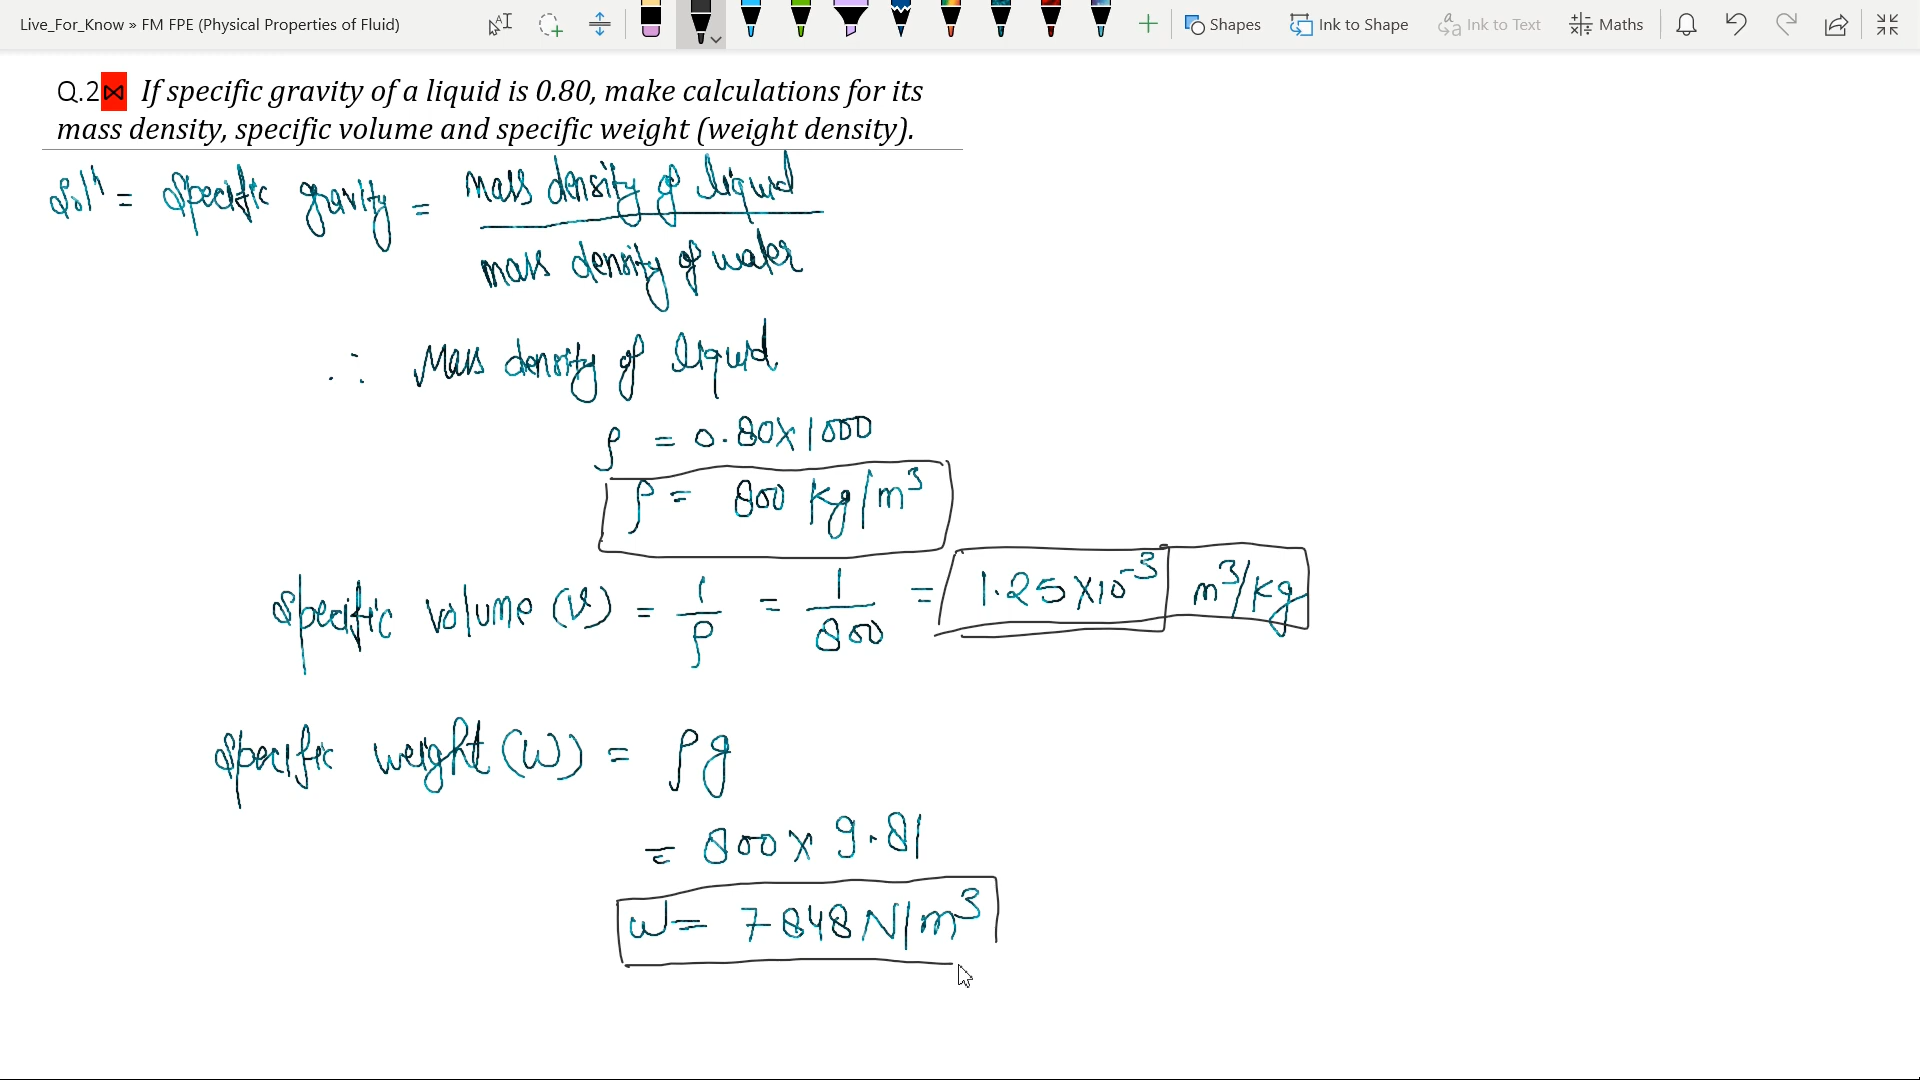 Live_For_Know » FM FPE (Physical Properties of Fluid)
Shapes Ink to Shape Ink to Text Maths
Q.2⋈ If specific gravity of a liquid is 0.80, make calculations for its
mass density, specific volume and specific weight (weight density).
Solⁿ = Specific gravity = mass density of liquid
mass density of water
∴ Mass density of liquid
ρ = 0.80×1000
ρ = 800 kg/m³
Specific volume (v) = 1/ρ = 1/800 = 1.25×10⁻³ m³/kg
Specific weight (w) = ρg
= 800 × 9.81
w = 7848 N/m³